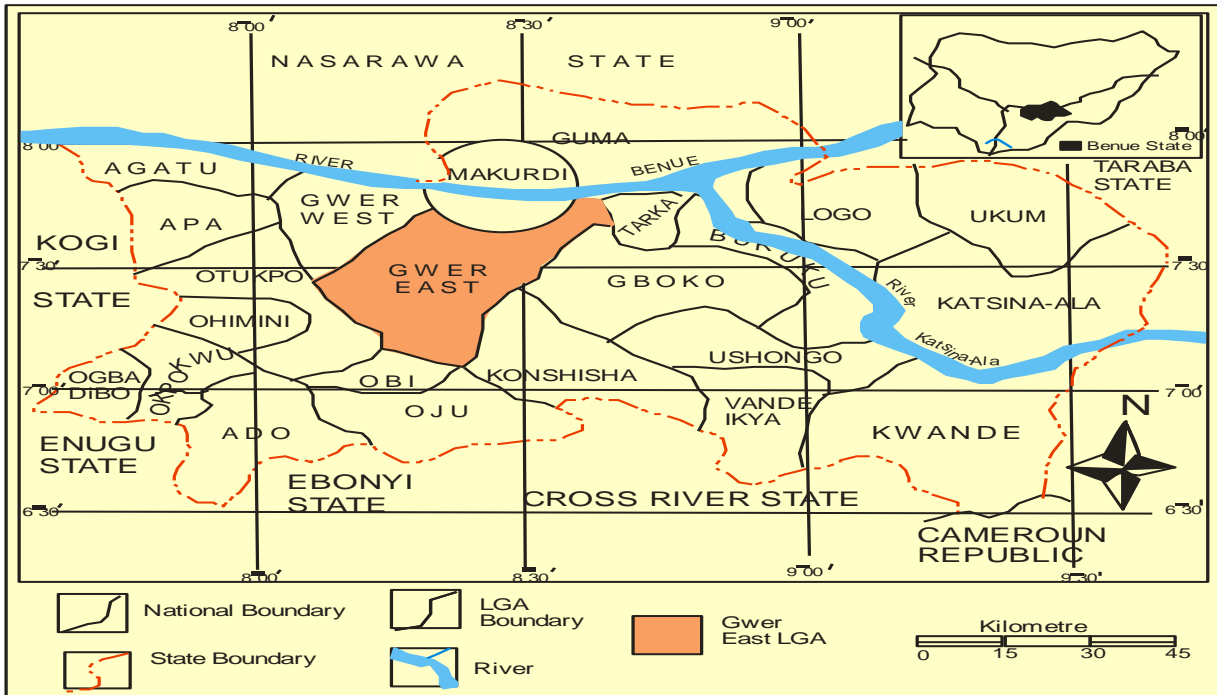 8°00′
8°30′
9°00′
NASARAWA STATE
Benue State
8°00′
8°00′
GUMA
RIVER
BENUE
MAKURDI
TARABA
STATE
AGATU
GWER
WEST
TARKA
LOGO
UKUM
APA
KOGI
STATE
BURUKU
7°30′
7°30′
OTUKPO
GWER
EAST
GBOKO
River
KATSINA-ALA
OHIMINI
Katsina-Ala
USHONGO
OKPOKWU
OGBA
DiBO
OBI
KONSHISHA
7°00′
7°00′
OJU
VANDE
IKYA
N
ADO
KWANDE
ENUGU
STATE
EBONYI
STATE
CROSS RIVER STATE
6°30′
6°30′
CAMEROUN
REPUBLIC
8°00′
8°30′
9°00′
9°30′
National Boundary
LGA
Boundary
Gwer
East LGA
Kilometre
0 15 30 45
State Boundary
River